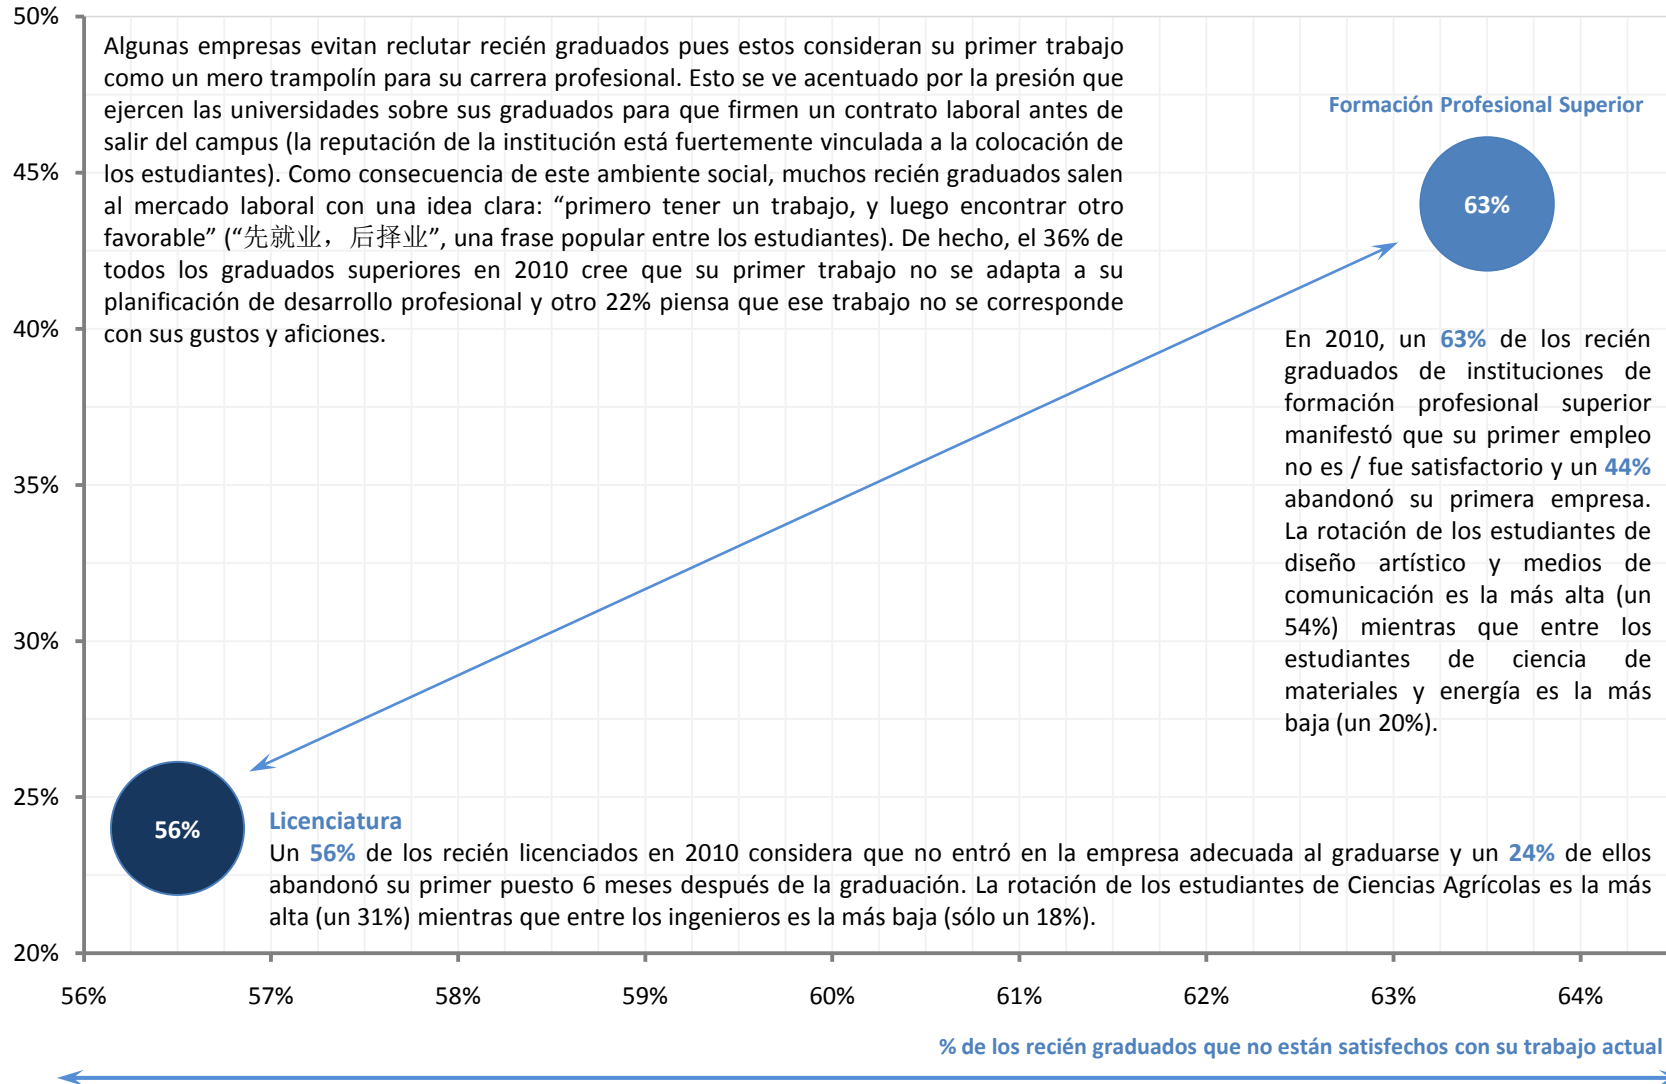 50%
Algunas empresas evitan reclutar recién graduados pues estos consideran su primer trabajo
como un mero trampolín para su carrera profesional. Esto se ve acentuado por la presión que
ejercen las universidades sobre sus graduados para que firmen un contrato laboral antes de
salir del campus (la reputación de la institución está fuertemente vinculada a la colocación de
los estudiantes). Como consecuencia de este ambiente social, muchos recién graduados salen
al mercado laboral con una idea clara: “primero tener un trabajo, y luego encontrar otro
favorable” (“先就业，后择业”, una frase popular entre los estudiantes). De hecho, el 36% de
todos los graduados superiores en 2010 cree que su primer trabajo no se adapta a su
planificación de desarrollo profesional y otro 22% piensa que ese trabajo no se corresponde
con sus gustos y aficiones.
Formación Profesional Superior
63%
45%
40%
En 2010, un 63% de los recién
graduados de instituciones de
formación profesional superior
manifestó que su primer empleo
no es / fue satisfactorio y un 44%
abandonó su primera empresa.
La rotación de los estudiantes de
diseño artístico y medios de
comunicación es la más alta (un
54%) mientras que entre los
estudiantes de ciencia de
materiales y energía es la más
baja (un 20%).
35%
30%
25%
56%
Licenciatura
Un 56% de los recién licenciados en 2010 considera que no entró en la empresa adecuada al graduarse y un 24% de ellos
abandonó su primer puesto 6 meses después de la graduación. La rotación de los estudiantes de Ciencias Agrícolas es la más
alta (un 31%) mientras que entre los ingenieros es la más baja (sólo un 18%).
20%
56% 57% 58% 59% 60% 61% 62% 63% 64%
% de los recién graduados que no están satisfechos con su trabajo actual